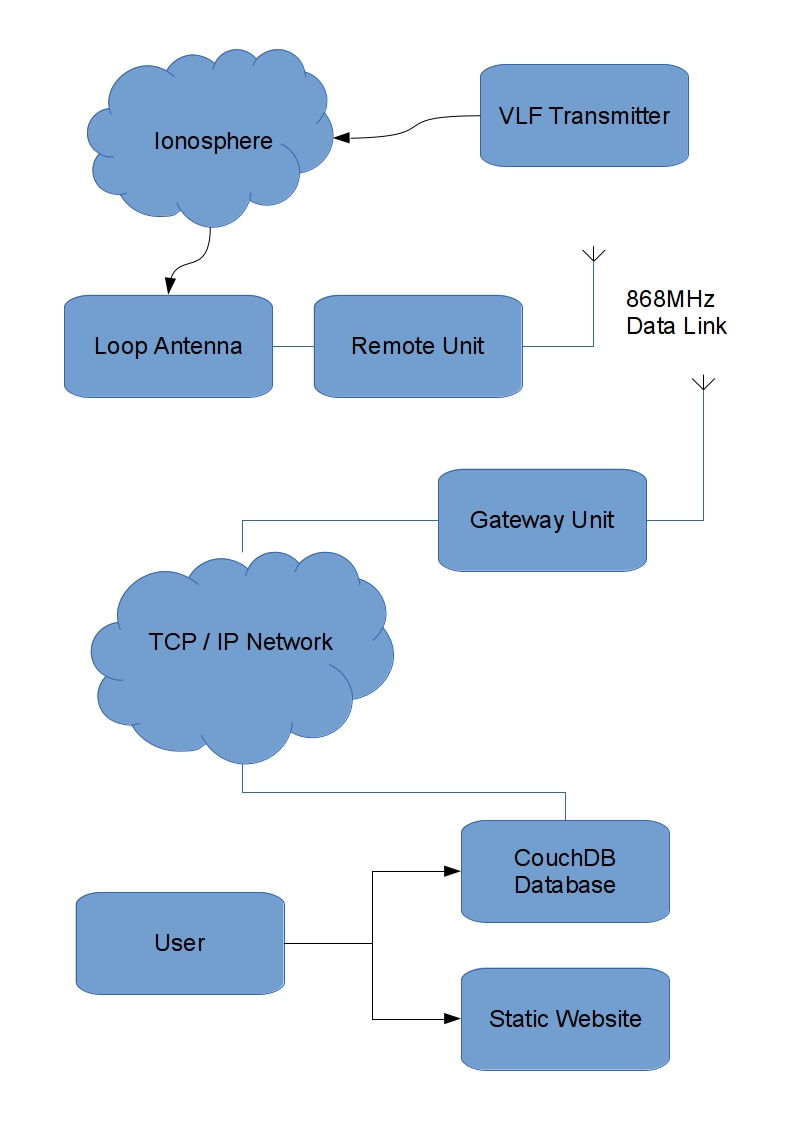 Ionosphere
VLF Transmitter
868MHz
Data Link
Loop Antenna
Remote Unit
Gateway Unit
TCP / IP Network
CouchDB
Database
User
Static Website